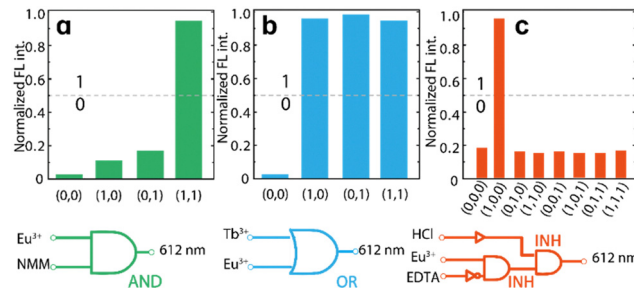 a
Normalized FL int.
1
0.8
0.6
0.4
0.2
0
1
0
(0,0) (1,0) (0,1) (1,1)
Eu³⁺
NMM
612 nm
AND
b
Normalized FL int.
1
0.8
0.6
0.4
0.2
0
1
0
(0,0) (1,0) (0,1) (1,1)
Tb³⁺
Eu³⁺
612 nm
OR
c
Normalized FL int.
1
0.8
0.6
0.4
0.2
0
1
0
(0,0,0) (1,0,0) (0,1,0) (1,1,0) (0,0,1) (1,0,1) (0,1,1) (1,1,1)
HCl
Eu³⁺
EDTA
INH
INH
612 nm